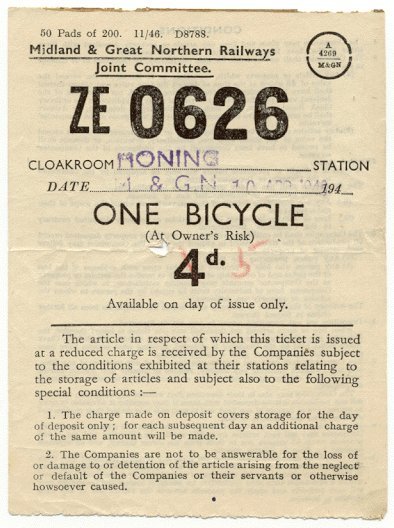 50 Pads of 200. 11/46. D8788.
Midland & Great Northern Railways
Joint Committee.
A
4269
M&GN
ZE 0626
CLOAKROOM HONING STATION
DATE M & G.N 10 APR 194
ONE BICYCLE
(At Owner's Risk)
4d. 5
Available on day of issue only.
The article in respect of which this ticket is issued
at a reduced charge is received by the Companies subject
to the conditions exhibited at their stations relating to
the storage of articles and subject also to the following
special conditions :—
1. The charge made on deposit covers storage for the day
of deposit only ; for each subsequent day an additional charge
of the same amount will be made.
2. The Companies are not to be answerable for the loss of
or damage to or detention of the article arising from the neglect
or default of the Companies or their servants or otherwise
howsoever caused.